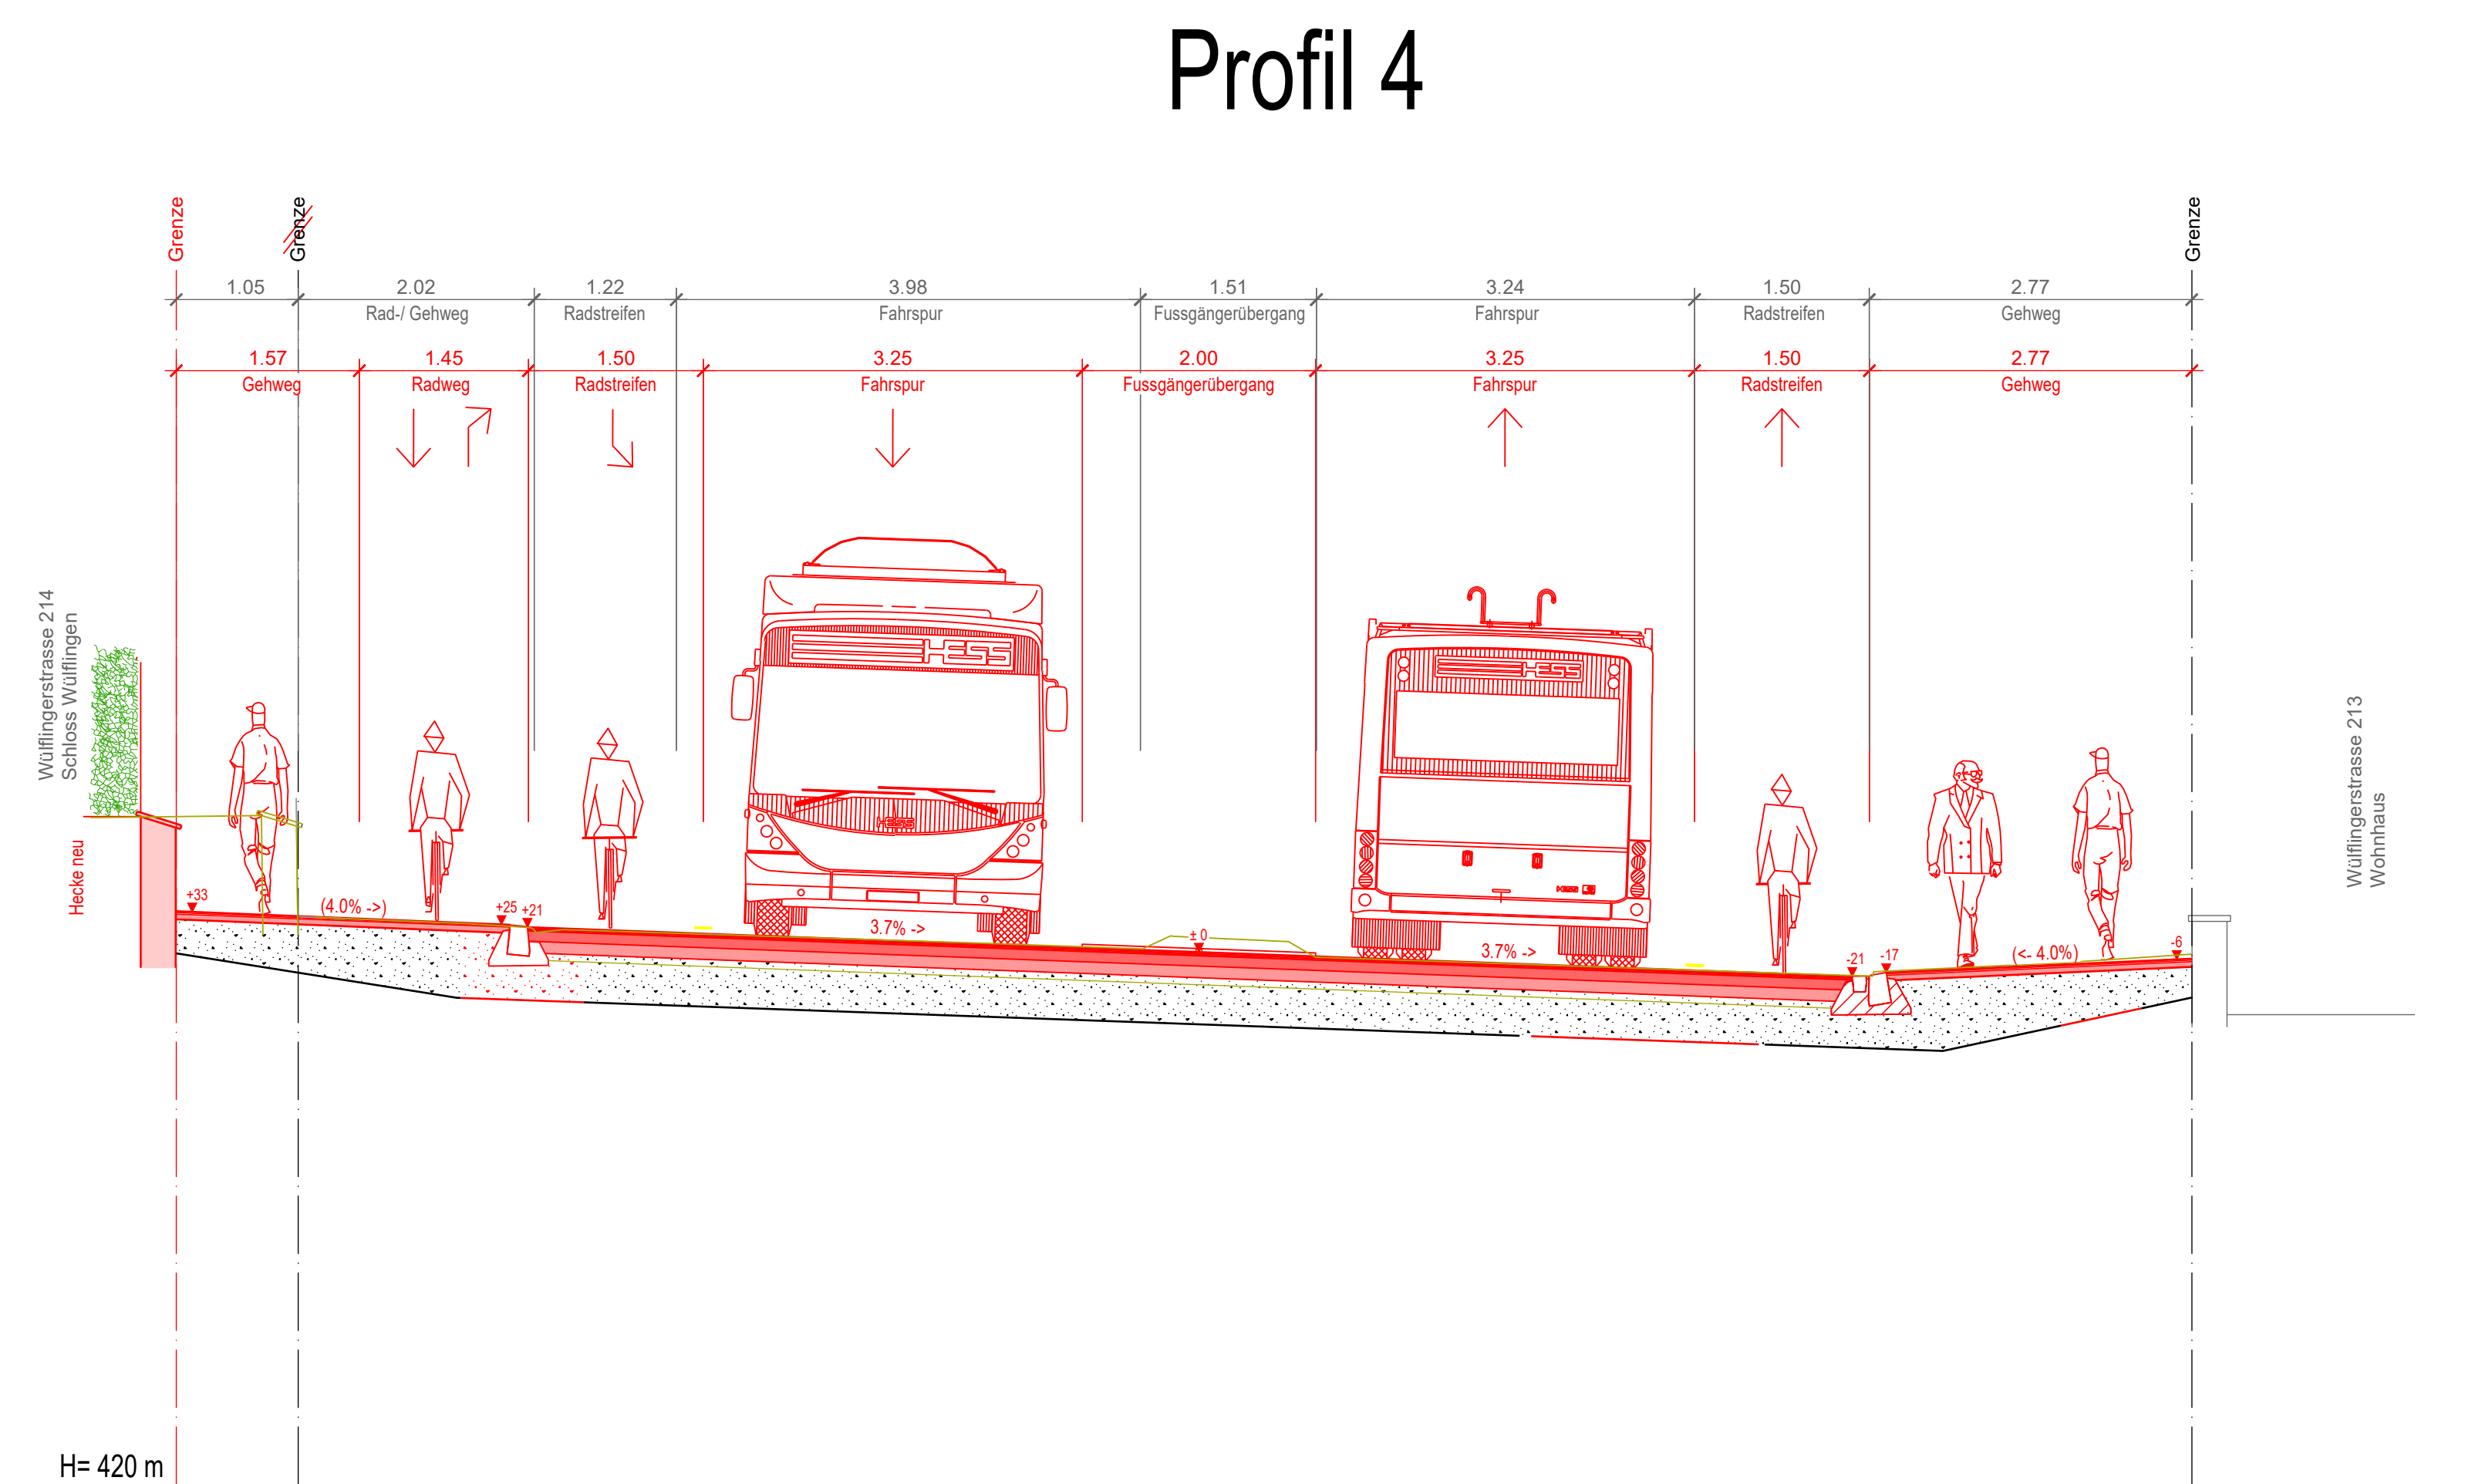 Profil 4
Grenze
Grenze
Grenze
1.05
2.02
1.22
3.98
1.51
3.24
1.50
2.77
Rad-/ Gehweg
Radstreifen
Fahrspur
Fussgängerübergang
Fahrspur
Radstreifen
Gehweg
1.57
1.45
1.50
3.25
2.00
3.25
1.50
2.77
Gehweg
Radweg
Radstreifen
Fahrspur
Fussgängerübergang
Fahrspur
Radstreifen
Gehweg
Wülflingerstrasse 214
Schloss Wülflingen
HESS
HESS
HESS
HESS
Wülflingerstrasse 213
Wohnhaus
Hecke neu
+33
(4.0% ->)
+25
+21
3.7% ->
± 0
3.7% ->
-21
-17
(<- 4.0%)
-6
H= 420 m